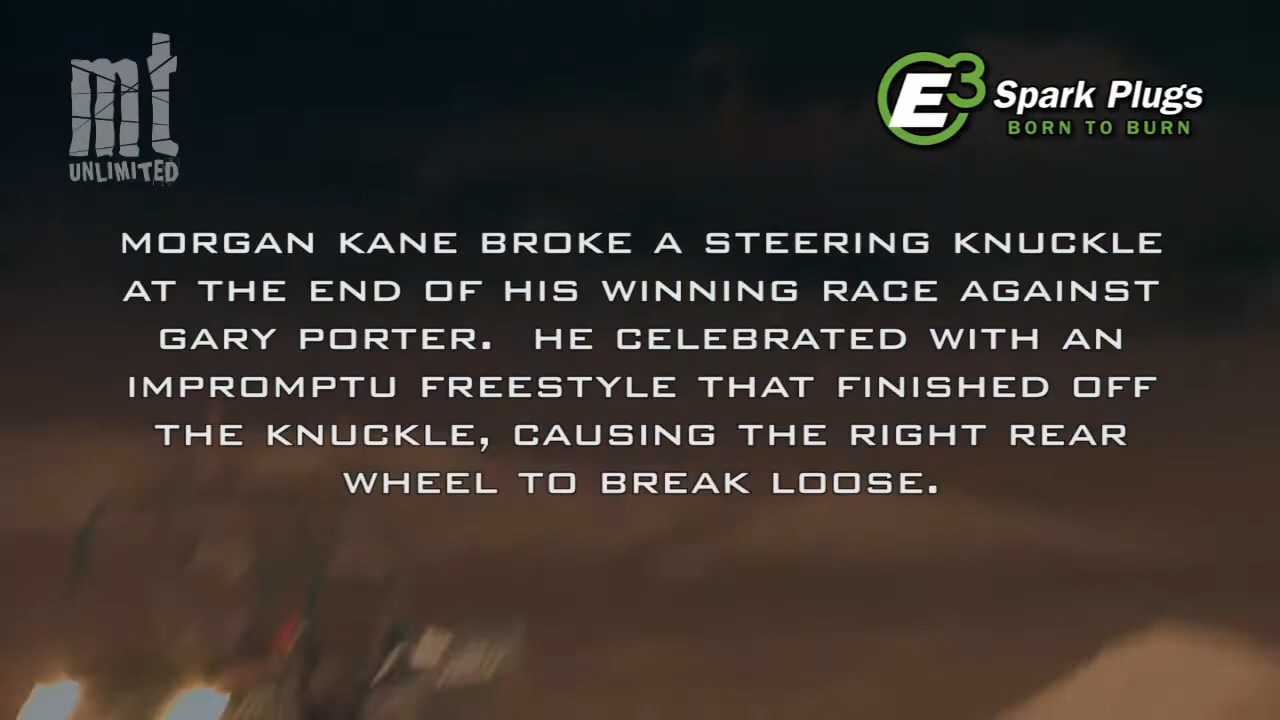 mt
UNLIMITED
E3 Spark Plugs
BORN TO BURN
MORGAN KANE BROKE A STEERING KNUCKLE
AT THE END OF HIS WINNING RACE AGAINST
GARY PORTER. HE CELEBRATED WITH AN
IMPROMPTU FREESTYLE THAT FINISHED OFF
THE KNUCKLE, CAUSING THE RIGHT REAR
WHEEL TO BREAK LOOSE.